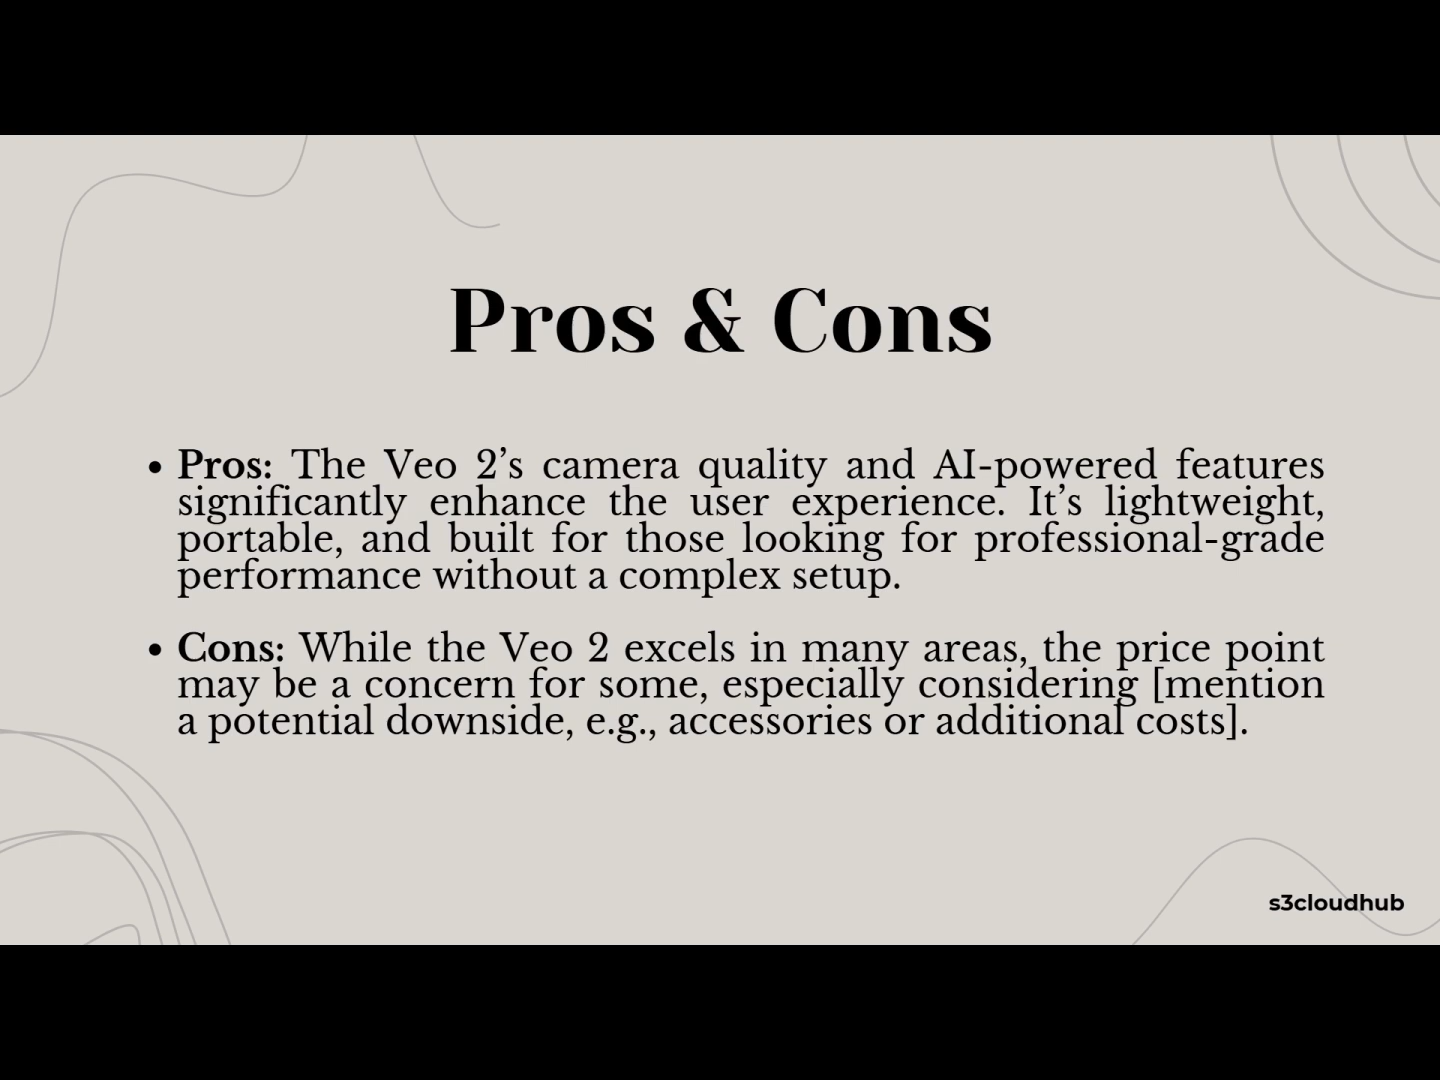 Pros & Cons
• Pros: The Veo 2’s camera quality and AI-powered features
significantly enhance the user experience. It’s lightweight,
portable, and built for those looking for professional-grade
performance without a complex setup.
• Cons: While the Veo 2 excels in many areas, the price point
may be a concern for some, especially considering [mention
a potential downside, e.g., accessories or additional costs].
s3cloudhub